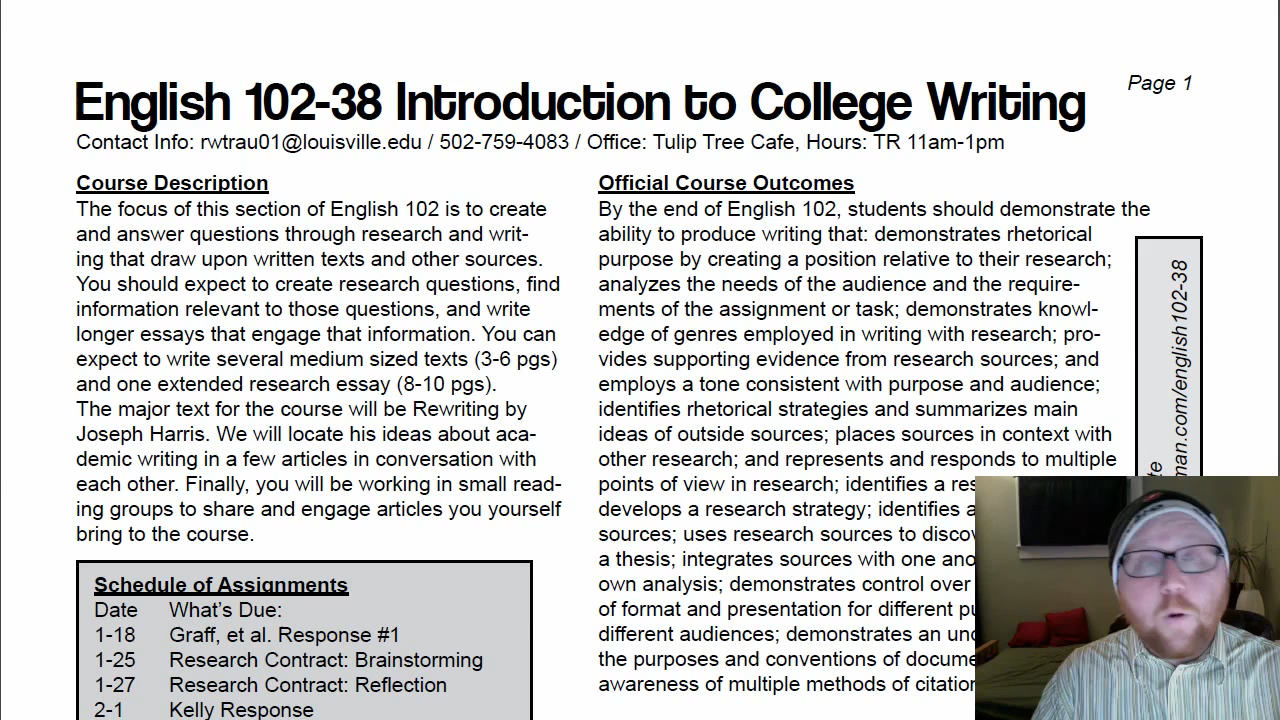 Page 1
English 102-38 Introduction to College Writing
Contact Info: rwtrau01@louisville.edu / 502-759-4083 / Office: Tulip Tree Cafe, Hours: TR 11am-1pm
Course Description
The focus of this section of English 102 is to create
and answer questions through research and writ-
ing that draw upon written texts and other sources.
You should expect to create research questions, find
information relevant to those questions, and write
longer essays that engage that information. You can
expect to write several medium sized texts (3-6 pgs)
and one extended research essay (8-10 pgs).
The major text for the course will be Rewriting by
Joseph Harris. We will locate his ideas about aca-
demic writing in a few articles in conversation with
each other. Finally, you will be working in small read-
ing groups to share and engage articles you yourself
bring to the course.
Schedule of Assignments
Date What's Due:
1-18 Graff, et al. Response #1
1-25 Research Contract: Brainstorming
1-27 Research Contract: Reflection
2-1 Kelly Response
Official Course Outcomes
By the end of English 102, students should demonstrate the
ability to produce writing that: demonstrates rhetorical
purpose by creating a position relative to their research;
analyzes the needs of the audience and the require-
ments of the assignment or task; demonstrates knowl-
edge of genres employed in writing with research; pro-
vides supporting evidence from research sources; and
employs a tone consistent with purpose and audience;
identifies rhetorical strategies and summarizes main
ideas of outside sources; places sources in context with
other research; and represents and responds to multiple
points of view in research; identifies a
develops a research strategy; identifies
sources; uses research sources to
a thesis; integrates sources with one
own analysis; demonstrates control over
of format and presentation for different
different audiences; demonstrates an
the purposes and conventions of
awareness of multiple methods of
man.com/english102-38